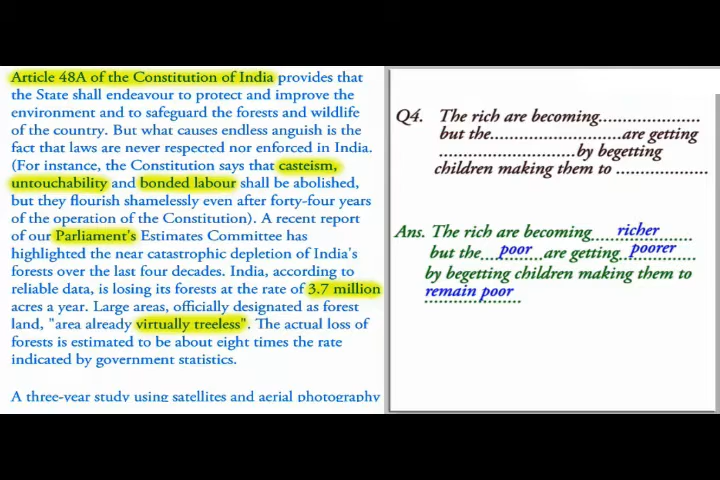 Article 48A of the Constitution of India provides that
the State shall endeavour to protect and improve the
environment and to safeguard the forests and wildlife
of the country. But what causes endless anguish is the
fact that laws are never respected nor enforced in India.
(For instance, the Constitution says that casteism,
untouchability and bonded labour shall be abolished,
but they flourish shamelessly even after forty-four years
of the operation of the Constitution). A recent report
of our Parliament's Estimates Committee has
highlighted the near catastrophic depletion of India's
forests over the last four decades. India, according to
reliable data, is losing its forests at the rate of 3.7 million
acres a year. Large areas, officially designated as forest
land, "area already virtually treeless". The actual loss of
forests is estimated to be about eight times the rate
indicated by government statistics.
A three-year study using satellites and aerial photography
Q4. The rich are becoming.....................
but the...........................are getting
............................by begetting
children making them to ...................
Ans. The rich are becoming richer
but the poor are getting poorer
by begetting children making them to
remain poor